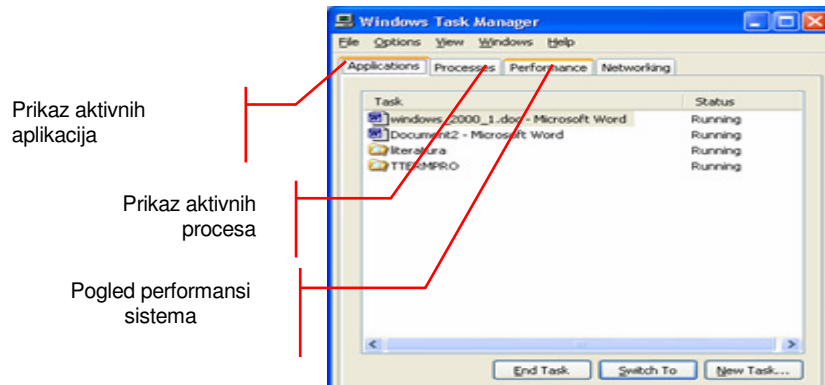 Windows Task Manager
File Options View Windows Help
Applications Processes Performance Networking
Prikaz aktivnih
aplikacija
Task Status
windows_2000_1.doc - Microsoft Word Running
Document2 - Microsoft Word Running
literatura Running
TTERMPRO Running
Prikaz aktivnih
procesa
Pogled performansi
sistema
End Task Switch To New Task...